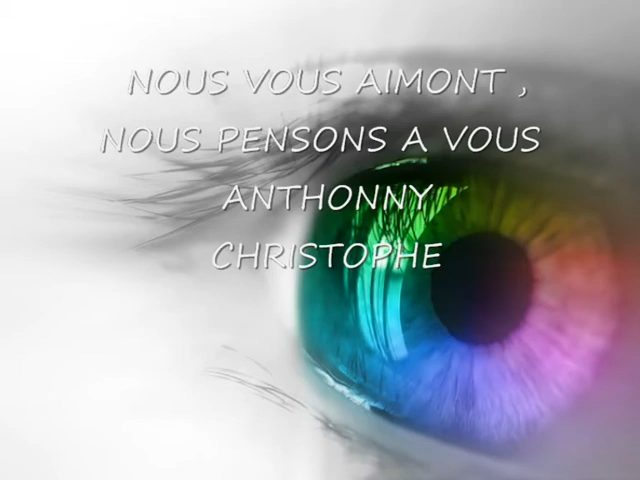 NOUS VOUS AIMONT ,
NOUS PENSONS A VOUS
ANTHONNY
CHRISTOPHE